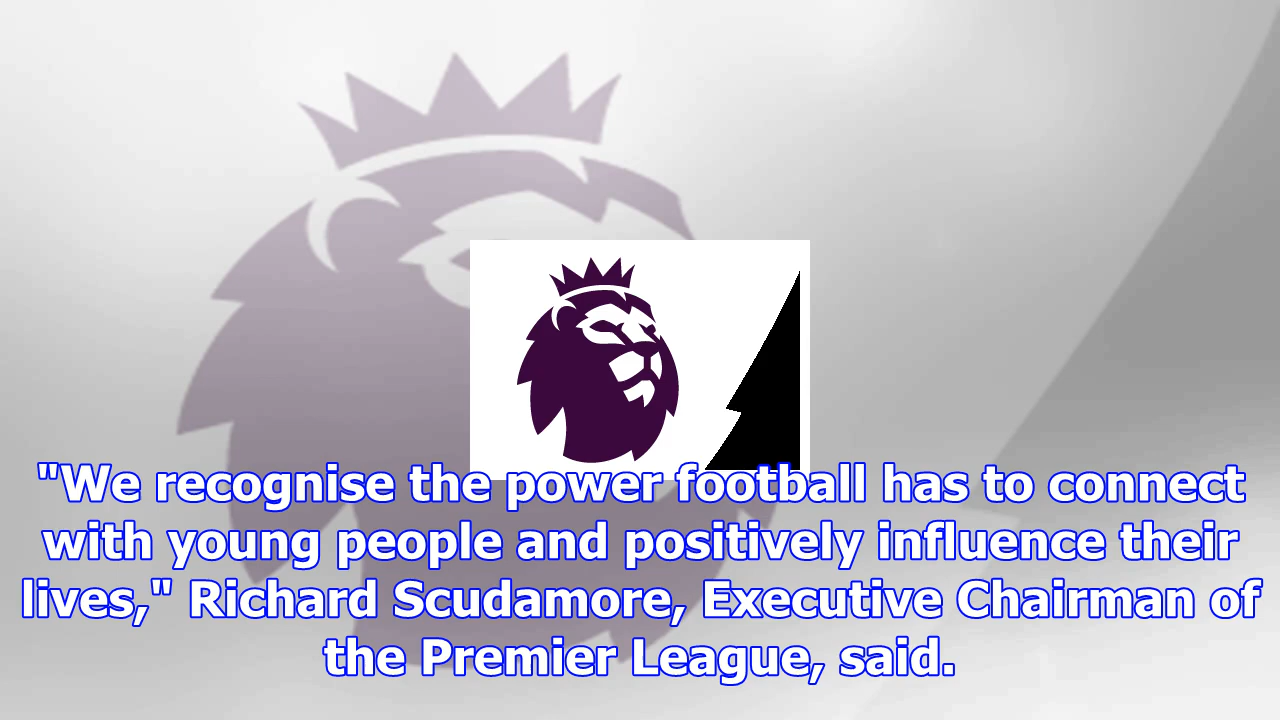 "We recognise the power football has to connect
with young people and positively influence their
lives," Richard Scudamore, Executive Chairman of
the Premier League, said.